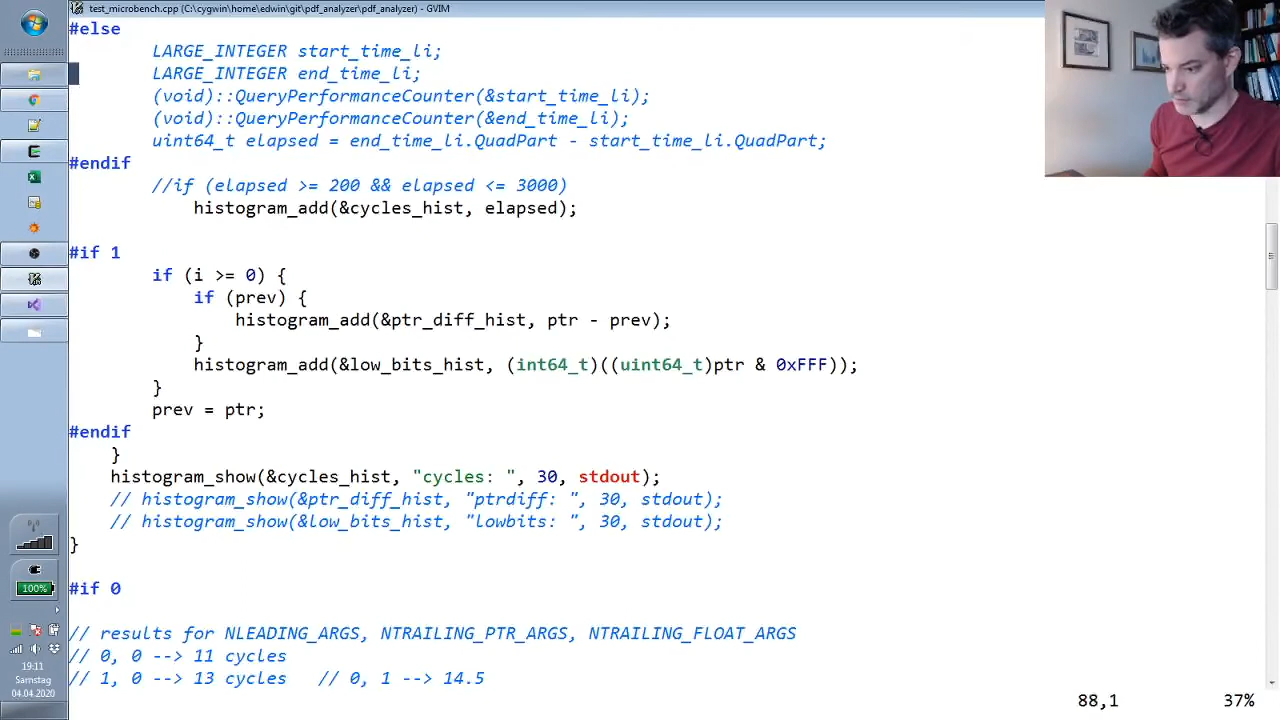 test_microbench.cpp (C:\cygwin\home\edwin\git\pdf_analyzer\pdf_analyzer) - GVIM
#else
LARGE_INTEGER start_time_li;
LARGE_INTEGER end_time_li;
(void)::QueryPerformanceCounter(&start_time_li);
(void)::QueryPerformanceCounter(&end_time_li);
uint64_t elapsed = end_time_li.QuadPart - start_time_li.QuadPart;
#endif
//if (elapsed >= 200 && elapsed <= 3000)
histogram_add(&cycles_hist, elapsed);
#if 1
if (i >= 0) {
if (prev) {
histogram_add(&ptr_diff_hist, ptr - prev);
}
histogram_add(&low_bits_hist, (int64_t)((uint64_t)ptr & 0xFFF));
}
prev = ptr;
#endif
}
histogram_show(&cycles_hist, "cycles: ", 30, stdout);
// histogram_show(&ptr_diff_hist, "ptrdiff: ", 30, stdout);
// histogram_show(&low_bits_hist, "lowbits: ", 30, stdout);
}
#if 0
// results for NLEADING_ARGS, NTRAILING_PTR_ARGS, NTRAILING_FLOAT_ARGS
// 0, 0 --> 11 cycles
// 1, 0 --> 13 cycles // 0, 1 --> 14.5
88,1 37%
100%
19:11
Samstag
04.04.2020